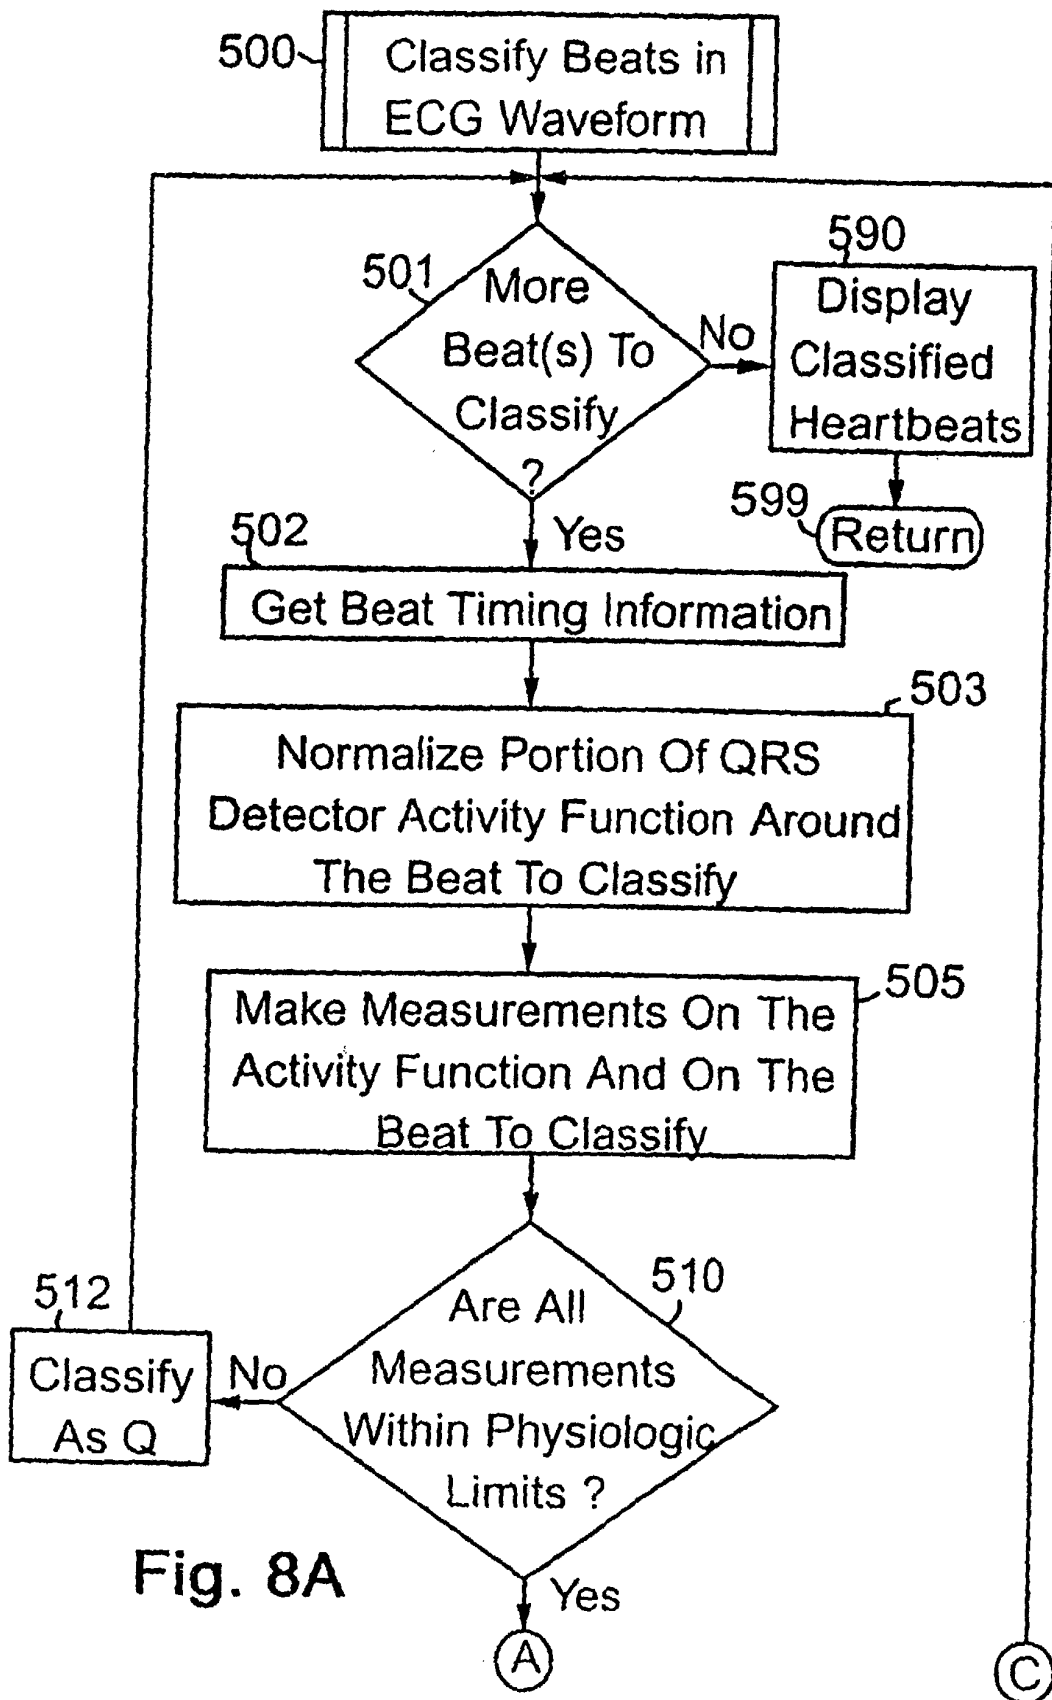 500
Classify Beats in
ECG Waveform
501
More
Beat(s) To
Classify
?
No
590
Display
Classified
Heartbeats
599
Return
Yes
502
Get Beat Timing Information
503
Normalize Portion Of QRS
Detector Activity Function Around
The Beat To Classify
505
Make Measurements On The
Activity Function And On The
Beat To Classify
510
Are All
Measurements
Within Physiologic
Limits ?
No
512
Classify
As Q
Yes
A
C
Fig. 8A